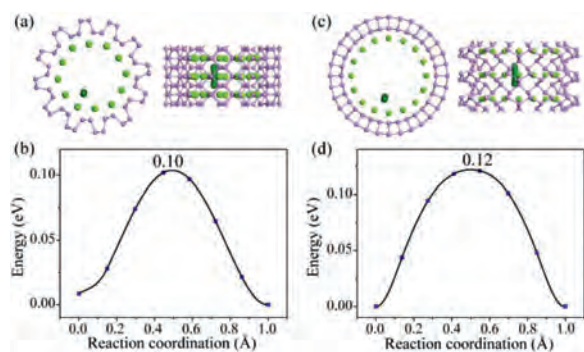 (a)
(c)
(b)
0.10
Energy (eV)
0.10
0.05
0.00
0.0 0.2 0.4 0.6 0.8 1.0
Reaction coordination (Å)
(d)
0.12
Energy (eV)
0.10
0.05
0.00
0.0 0.2 0.4 0.6 0.8 1.0
Reaction coordination (Å)